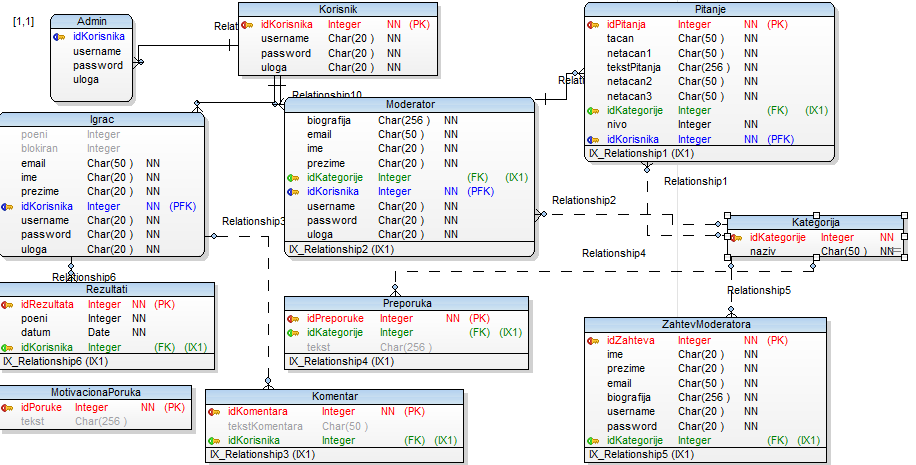 [1,1]
Admin
idKorisnika
username
password
uloga
Korisnik
idKorisnika Integer NN (PK)
username Char(20 ) NN
password Char(20 ) NN
uloga Char(20 ) NN
Pitanje
idPitanja Integer NN (PK)
tacan Char(50 ) NN
netacan1 Char(50 ) NN
tekstPitanja Char(256 ) NN
netacan2 Char(50 ) NN
netacan3 Char(50 ) NN
idKategorije Integer (FK) (IX1)
nivo Integer NN
idKorisnika Integer NN (PFK)
IX_Relationship1 (IX1)
Relationship10
Igrac
poeni Integer
blokiran Integer
email Char(50 ) NN
ime Char(20 ) NN
prezime Char(20 ) NN
idKorisnika Integer NN (PFK)
username Char(20 ) NN
password Char(20 ) NN
uloga Char(20 ) NN
Moderator
biografija Char(256 ) NN
email Char(50 ) NN
ime Char(20 ) NN
prezime Char(20 ) NN
idKategorije Integer (FK) (IX1)
idKorisnika Integer NN (PFK)
username Char(20 ) NN
password Char(20 ) NN
uloga Char(20 ) NN
IX_Relationship2 (IX1)
Relationship1
Relationship2
Relationship3
Kategorija
idKategorije Integer NN
naziv Char(50 ) NN
Relationship4
Relationship6
Relationship5
Rezultati
idRezultata Integer NN (PK)
poeni Integer NN
datum Date NN
idKorisnika Integer (FK) (IX1)
IX_Relationship6 (IX1)
Preporuka
idPreporuke Integer NN (PK)
idKategorije Integer (FK) (IX1)
tekst Char(256 )
IX_Relationship4 (IX1)
ZahtevModeratora
idZahteva Integer NN (PK)
ime Char(20 ) NN
prezime Char(20 ) NN
email Char(50 ) NN
biografija Char(256 ) NN
username Char(20 ) NN
password Char(20 ) NN
idKategorije Integer (FK) (IX1)
IX_Relationship5 (IX1)
MotivacionaPoruka
idPoruke Integer NN (PK)
tekst Char(256 )
Komentar
idKomentara Integer NN (PK)
tekstKomentara Char(50 )
idKorisnika Integer (FK) (IX1)
IX_Relationship3 (IX1)